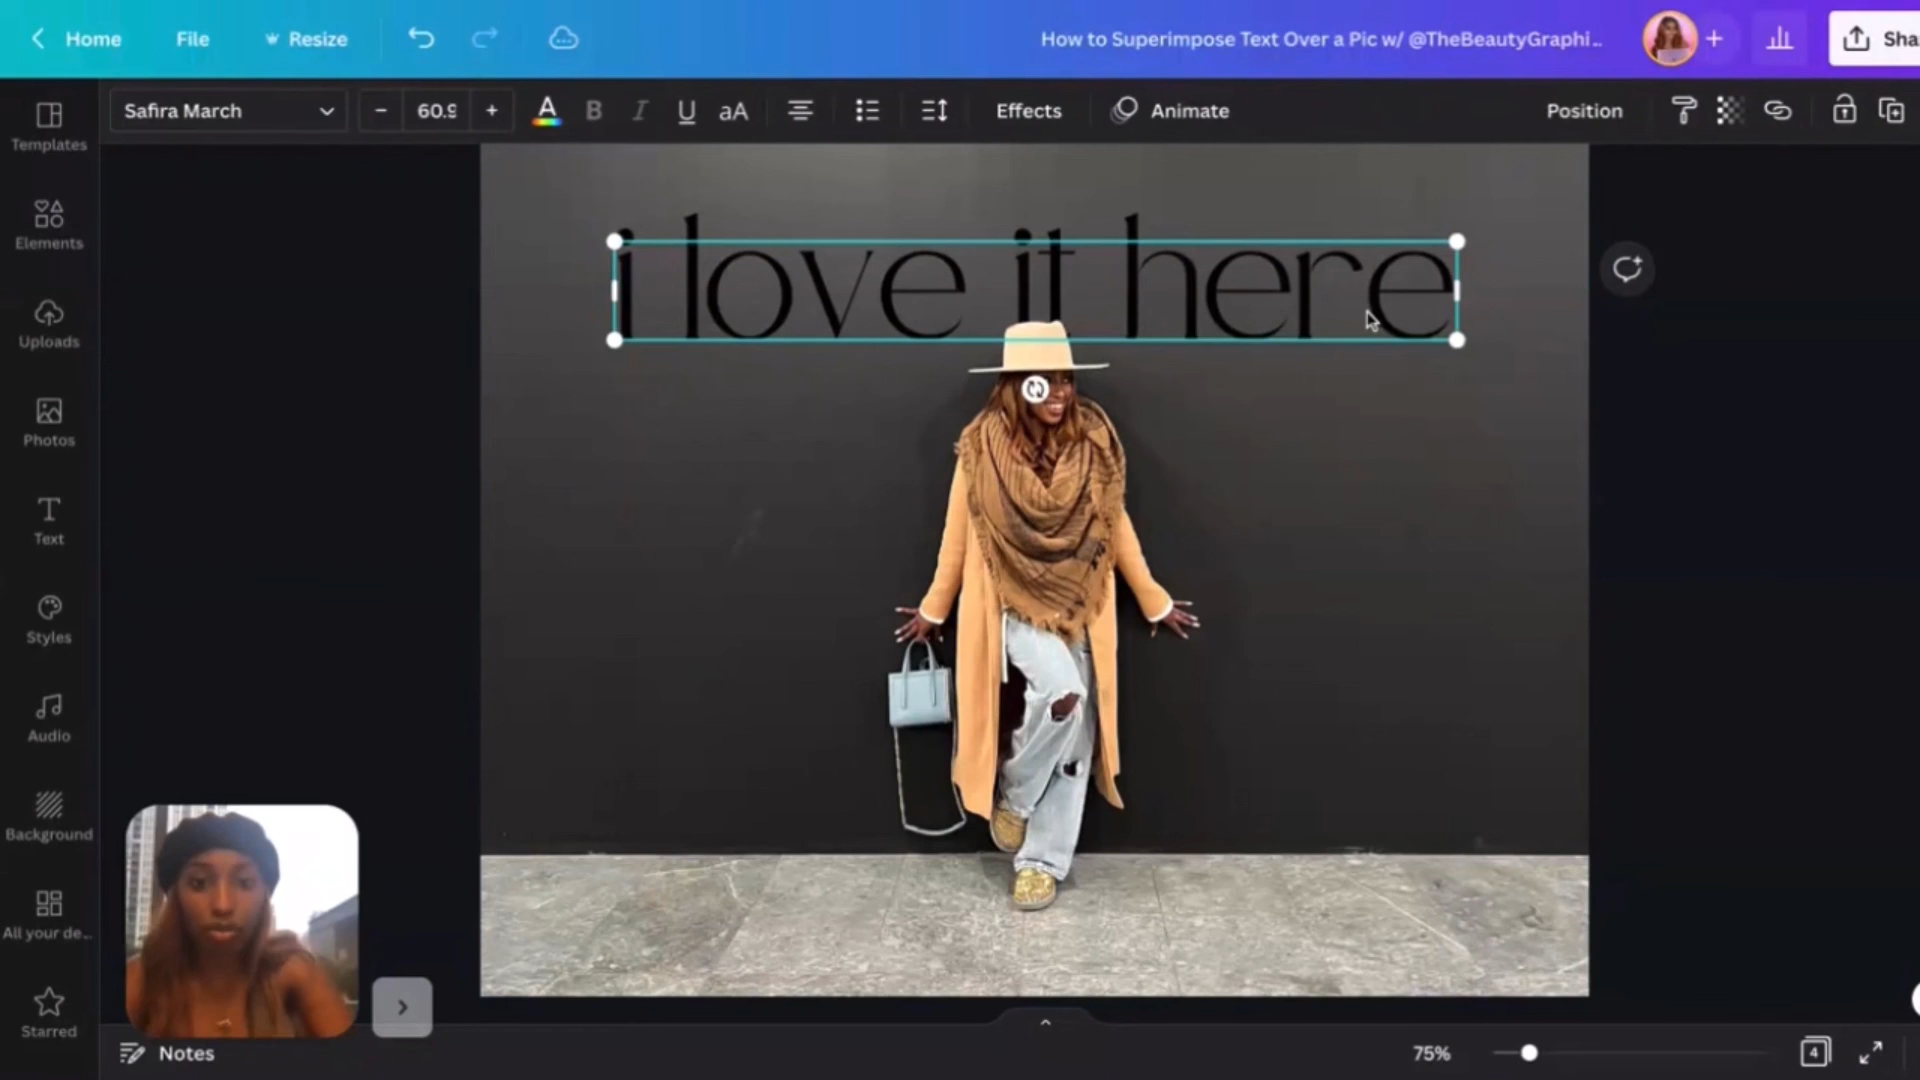 Home File Resize How to Superimpose Text Over a Pic w/ @TheBeautyGraphi.. Sha
Safira March - 60.9 + A B I U aA Effects Animate Position
Templates
Elements
Uploads
Photos
Text
Styles
Audio
Background
All your de...
Starred
i love it here
Notes 75% 4